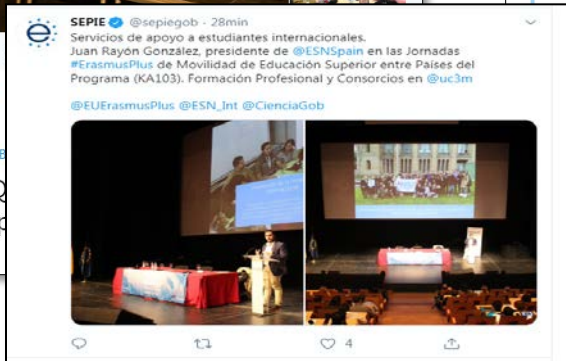 SEPIE @sepiegob · 28min
Servicios de apoyo a estudiantes internacionales.
Juan Rayón González, presidente de @ESNSpain en las Jornadas
#ErasmusPlus de Movilidad de Educación Superior entre Países del
Programa (KA103). Formación Profesional y Consorcios en @uc3m
@EUErasmusPlus @ESN_Int @CienciaGob
4